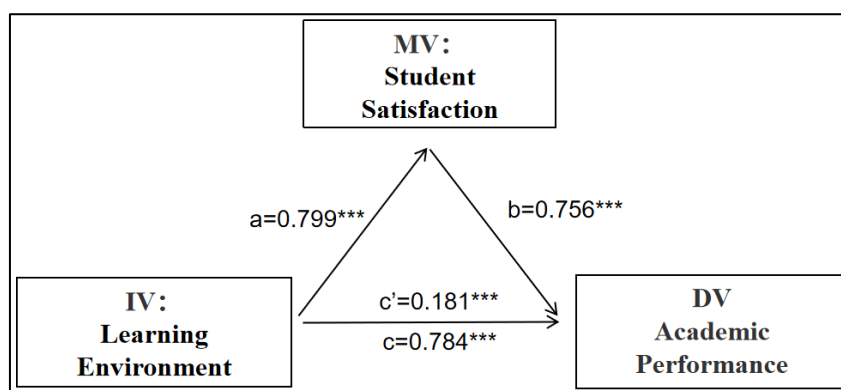 MV：
Student
Satisfaction
a=0.799***
b=0.756***
IV：
Learning
Environment
c’=0.181***
c=0.784***
DV
Academic
Performance